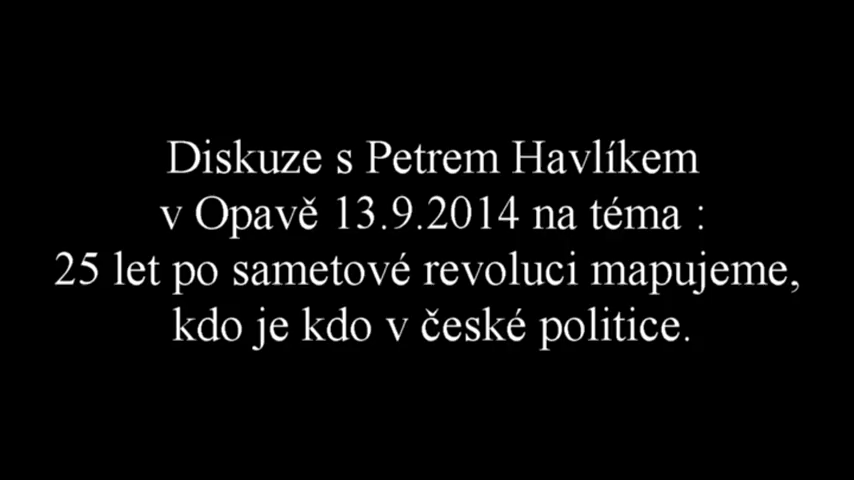 Diskuze s Petrem Havlíkem
v Opavě 13.9.2014 na téma :
25 let po sametové revoluci mapujeme,
kdo je kdo v české politice.